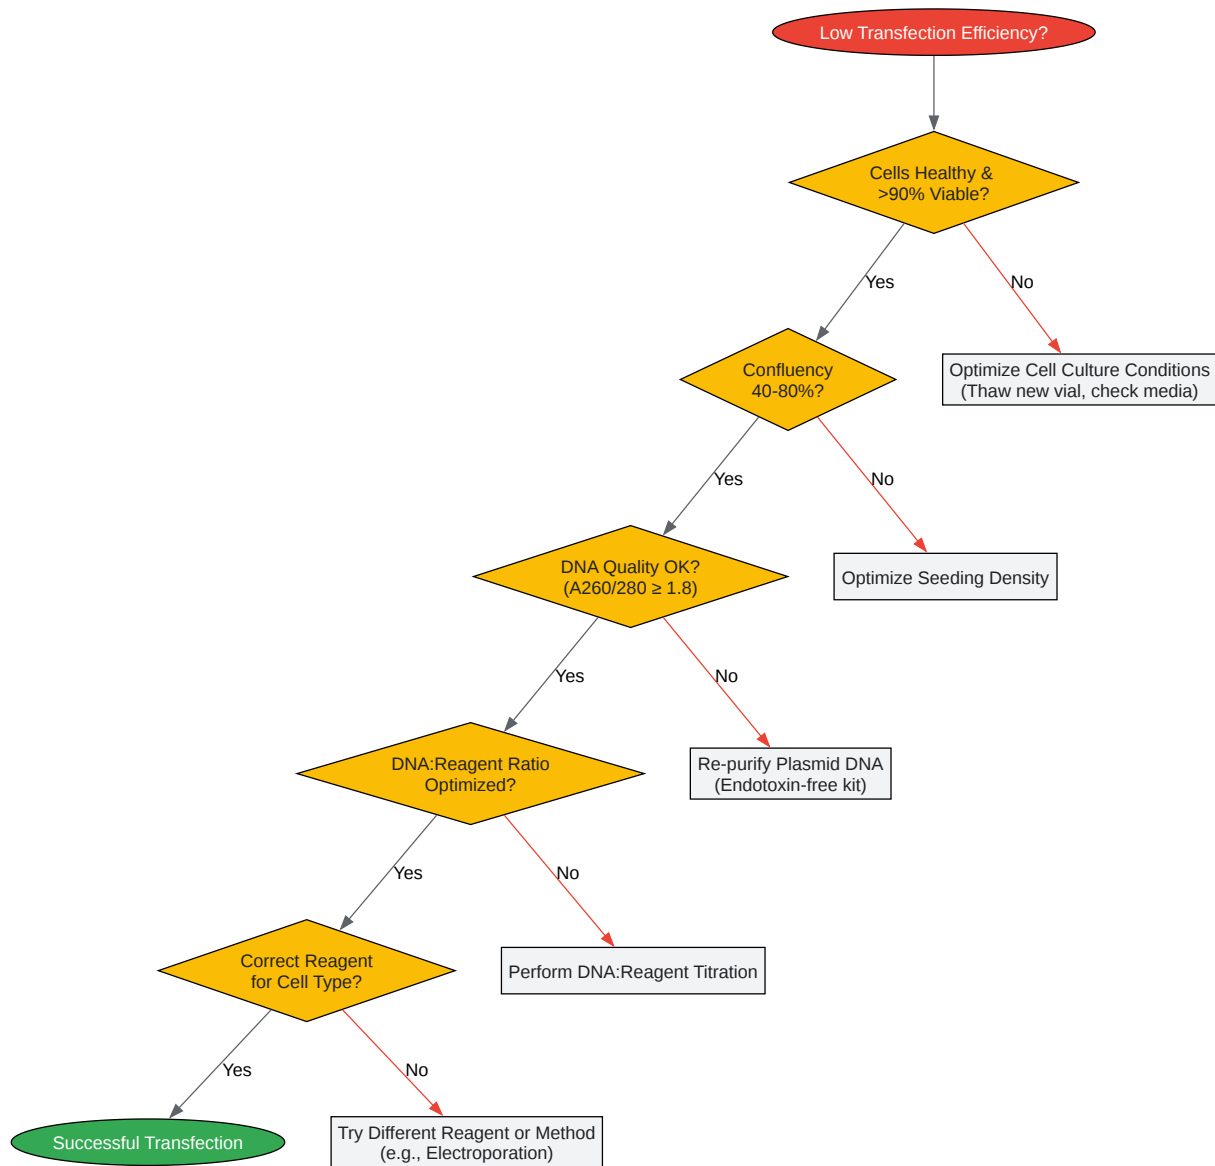 Low Transfection Efficiency?
Cells Healthy &
>90% Viable?
Yes
No
Confluency
40-80%?
Optimize Cell Culture Conditions
(Thaw new vial, check media)
Yes
No
DNA Quality OK?
(A260/280 ≥ 1.8)
Optimize Seeding Density
Yes
No
DNA:Reagent Ratio
Optimized?
Re-purify Plasmid DNA
(Endotoxin-free kit)
Yes
No
Correct Reagent
for Cell Type?
Perform DNA:Reagent Titration
Yes
No
Successful Transfection
Try Different Reagent or Method
(e.g., Electroporation)